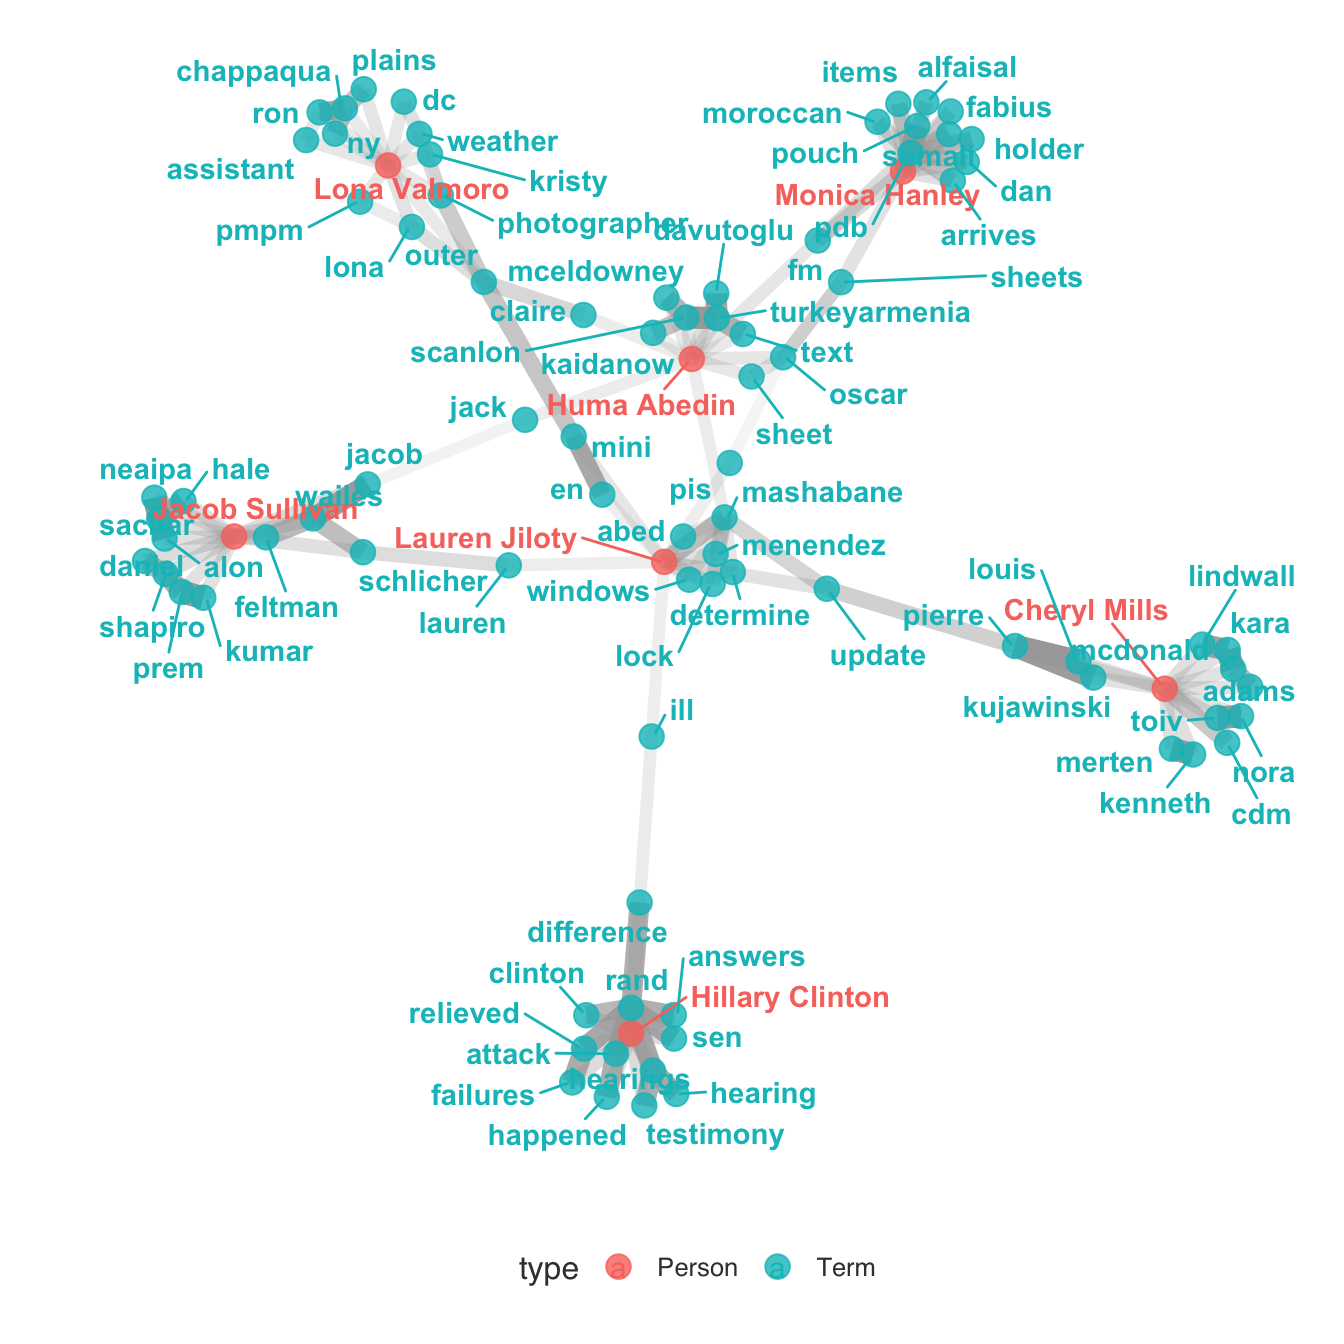 plains
chappaqua
ron
dc
ny
weather
assistant
kristy
Lona Valmoro
pmpm
photographer
lona
outer
items
alfaisal
moroccan
fabius
pouch
suman
holder
dan
Monica Hanley
pdb
arrives
davutoglu
fm
sheets
mceldowney
claire
turkeyarmenia
scanlon
kaidanow
text
oscar
Huma Abedin
sheet
jack
mini
jacob
neaipa
hale
wailes
Jacob Sullivan
sachar
daniel
alon
feltman
shapiro
prem
kumar
schlicher
en
pis
mashabane
abed
Lauren Jiloty
menendez
windows
determine
lauren
lock
update
louis
lindwall
Cheryl Mills
pierre
kara
mcdonald
adams
kujawinski
toiv
merten
nora
kenneth
cdm
ill
difference
clinton
rand
answers
Hillary Clinton
relieved
sen
attack
hearings
failures
hearing
happened
testimony
type
a Person
a Term